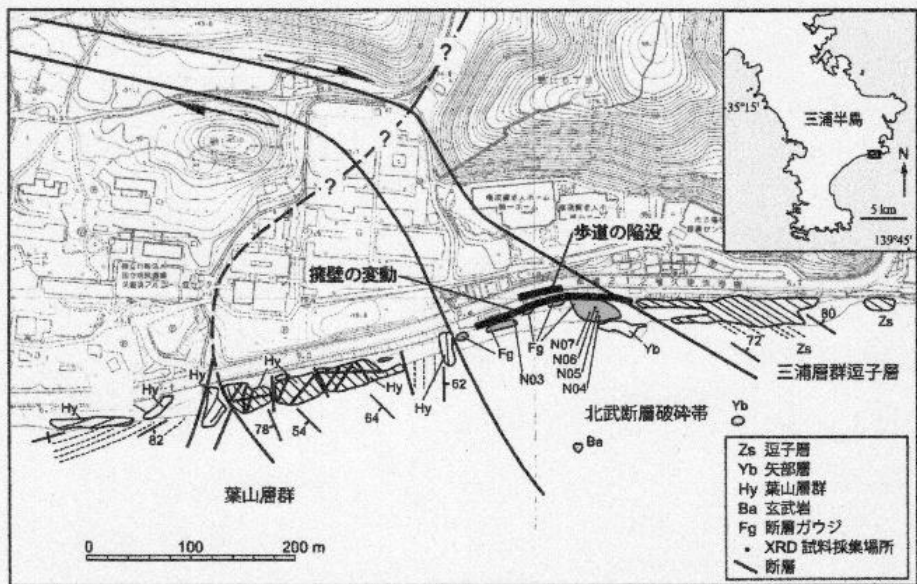 35°15'
三浦半島
N
5 km
139°45'
?
?
?
歩道の陥没
擁壁の変動
Fg
Fg
N03
N07
N06
N05
N04
Yb
72
80
Zs
Zs
三浦層群逗子層
Hy
Hy
Hy
Hy
Hy
82
78
54
64
52
Hy
北武断層破砕帯
Yb
Ba
葉山層群
0 100 200 m
Zs 逗子層
Yb 矢部層
Hy 葉山層群
Ba 玄武岩
Fg 断層ガウジ
• XRD 試料採集場所
断層